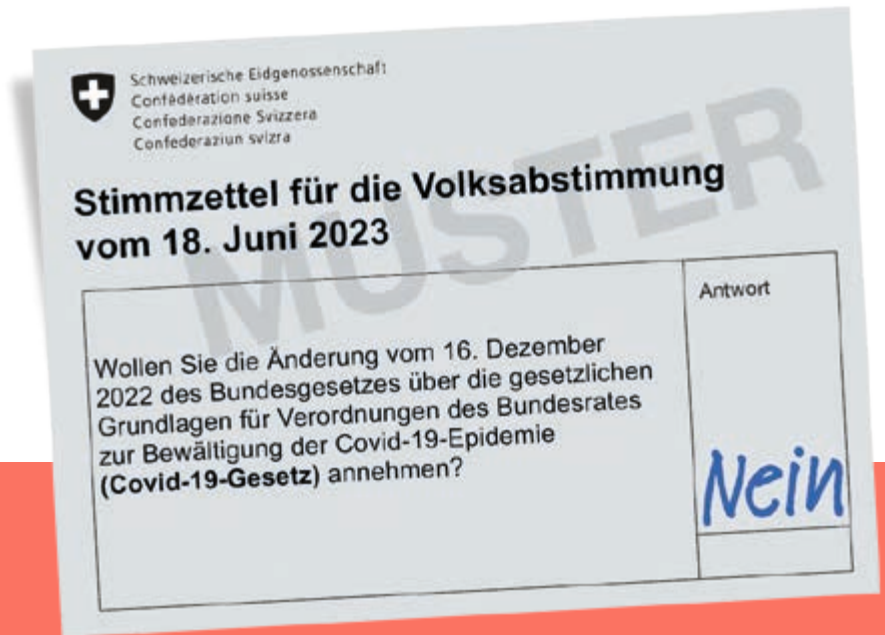 Schweizerische Eidgenossenschaft
Confédération suisse
Confederazione Svizzera
Confederaziun svizra
Stimmzettel für die Volksabstimmung
vom 18. Juni 2023
MUSTER
Antwort
Wollen Sie die Änderung vom 16. Dezember
2022 des Bundesgesetzes über die gesetzlichen
Grundlagen für Verordnungen des Bundesrates
zur Bewältigung der Covid-19-Epidemie
(Covid-19-Gesetz) annehmen?
Nein